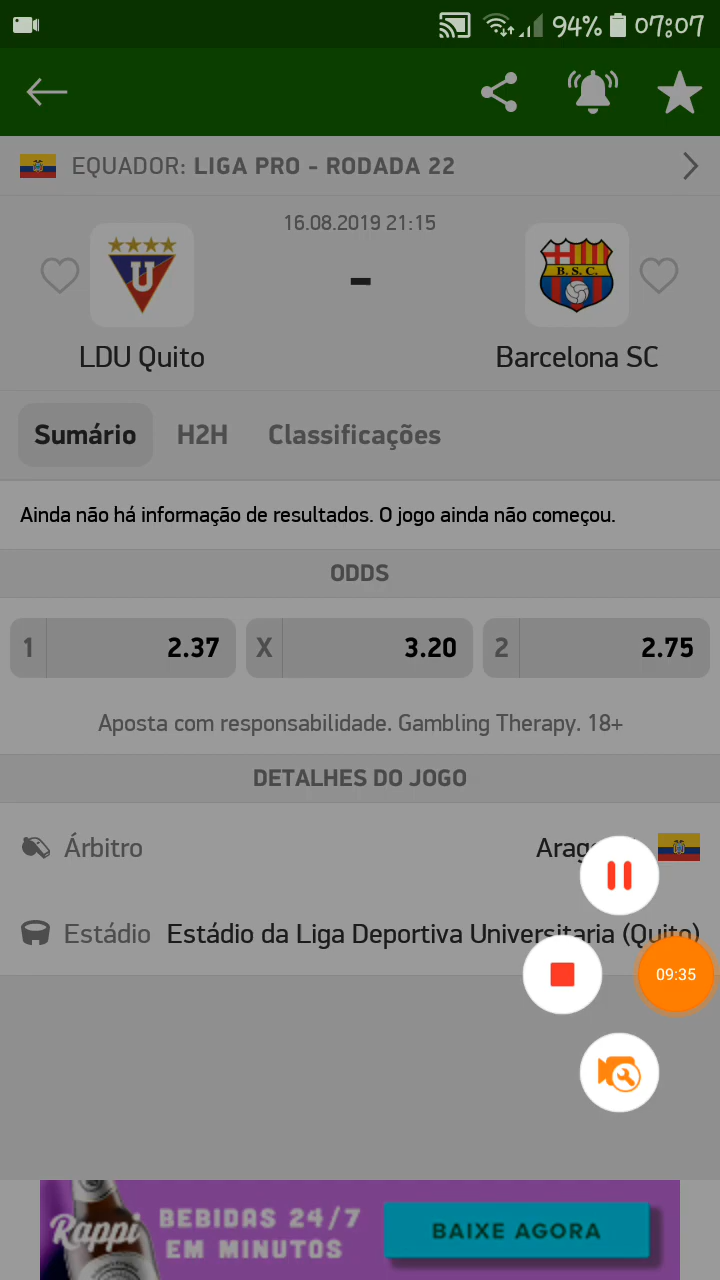 94% 07:07
EQUADOR: LIGA PRO - RODADA 22
16.08.2019 21:15
-
U
B. S. C.
LDU Quito
Barcelona SC
Sumário H2H Classificações
Ainda não há informação de resultados. O jogo ainda não começou.
ODDS
1 2.37 X 3.20 2 2.75
Aposta com responsabilidade. Gambling Therapy. 18+
DETALHES DO JOGO
Árbitro
Estádio Estádio da Liga Deportiva Universitaria (Quito)
09:35
Rappi BEBIDAS 24/7
EM MINUTOS
BAIXE AGORA